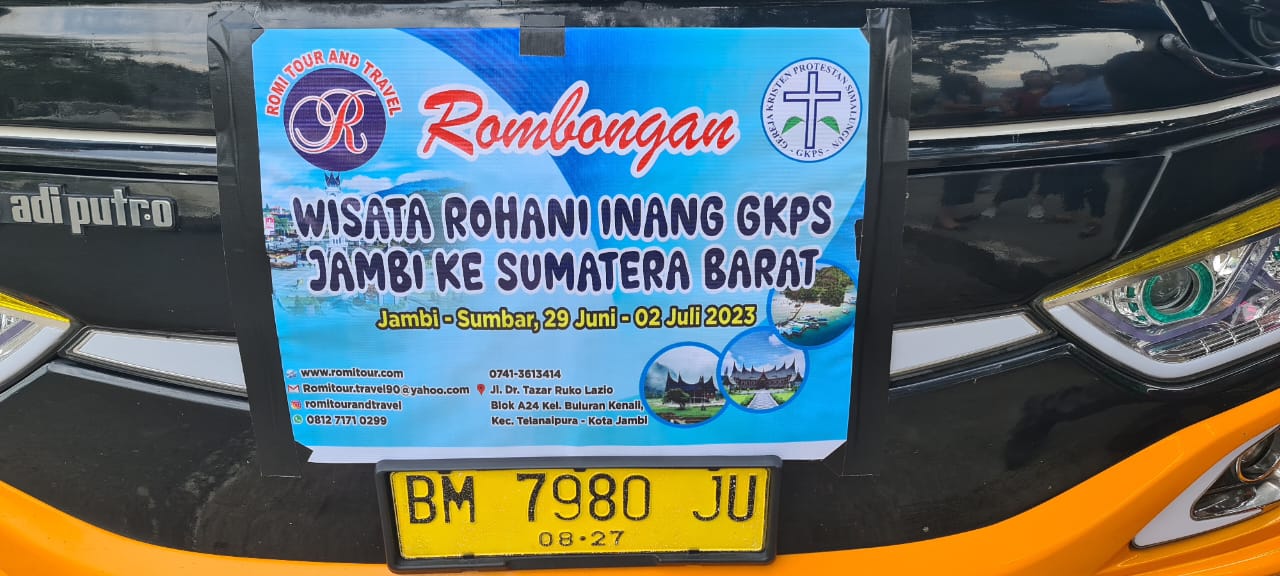 ROMI TOUR AND TRAVEL
R
Rombongan
GEREJA KRISTEN PROTESTAN SIMALUNGUN
- GKPS -
adiputro
WISATA ROHANI INANG GKPS
JAMBI KE SUMATERA BARAT
Jambi - Sumbar, 29 Juni - 02 Juli 2023
www.romitour.com
Romitour.travel90@yahoo.com
romitourandtravel
0812 7171 0299
0741-3613414
Jl. Dr. Tazar Ruko Lazio
Blok A24 Kel. Buluran Kenali,
Kec. Telanaipura - Kota Jambi
BM 7980 JU
08·27